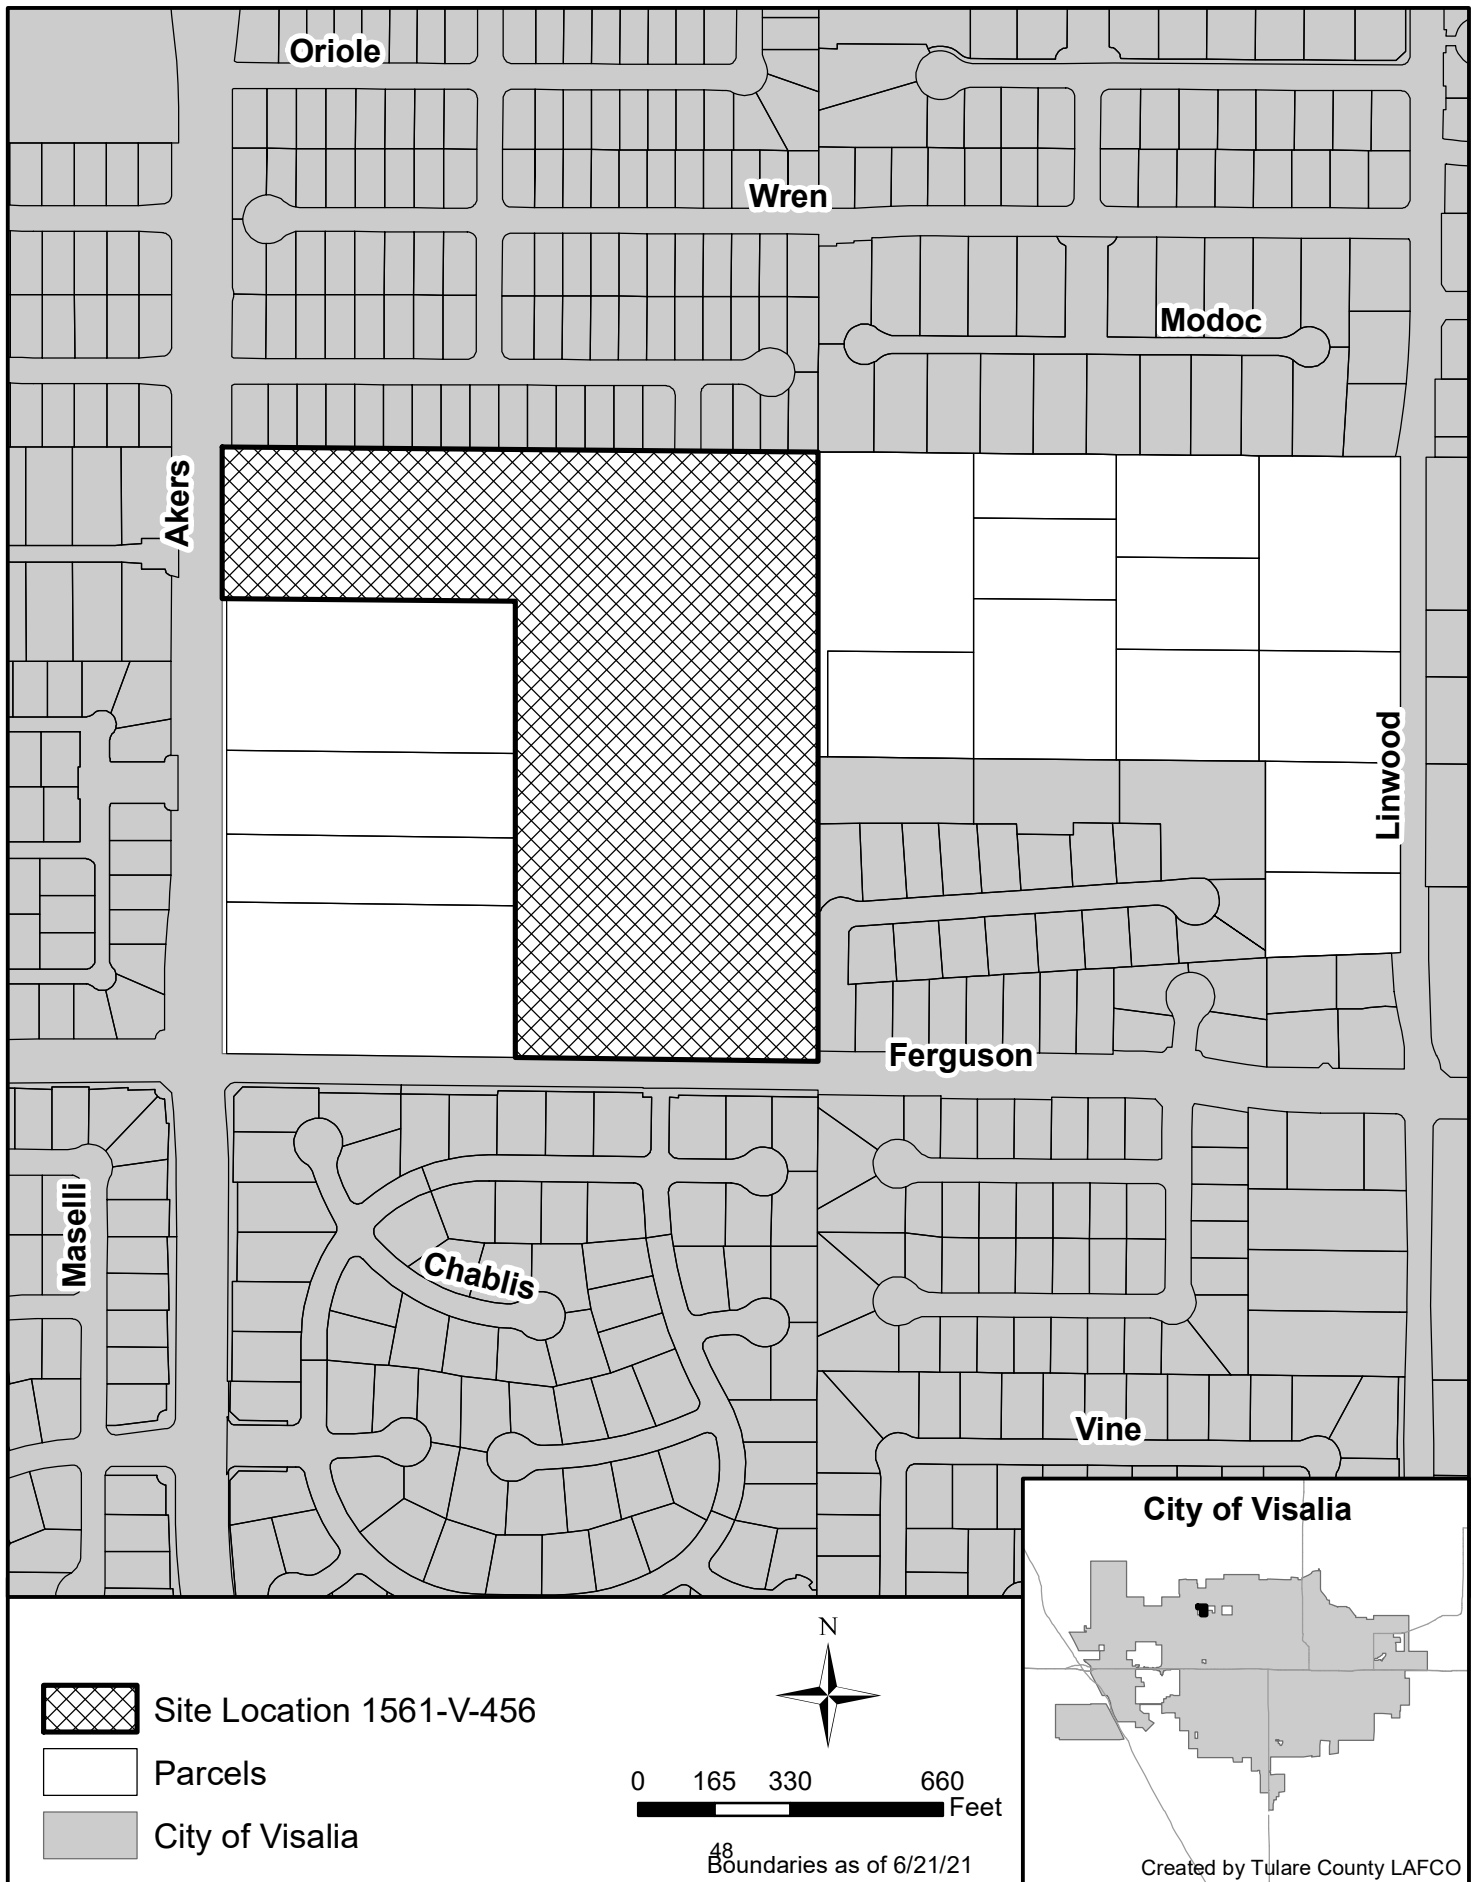 Oriole
Wren
Modoc
Akers
Linwood
Ferguson
Maselli
Chablis
Vine
City of Visalia
N
Site Location 1561-V-456
Parcels
City of Visalia
0 165 330 660
Feet
48
Boundaries as of 6/21/21
Created by Tulare County LAFCO